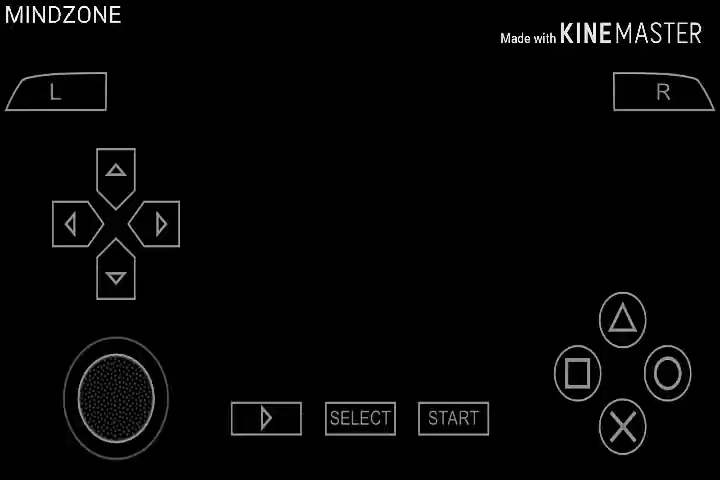 MINDZONE
Made with KINEMASTER
L
R
SELECT
START